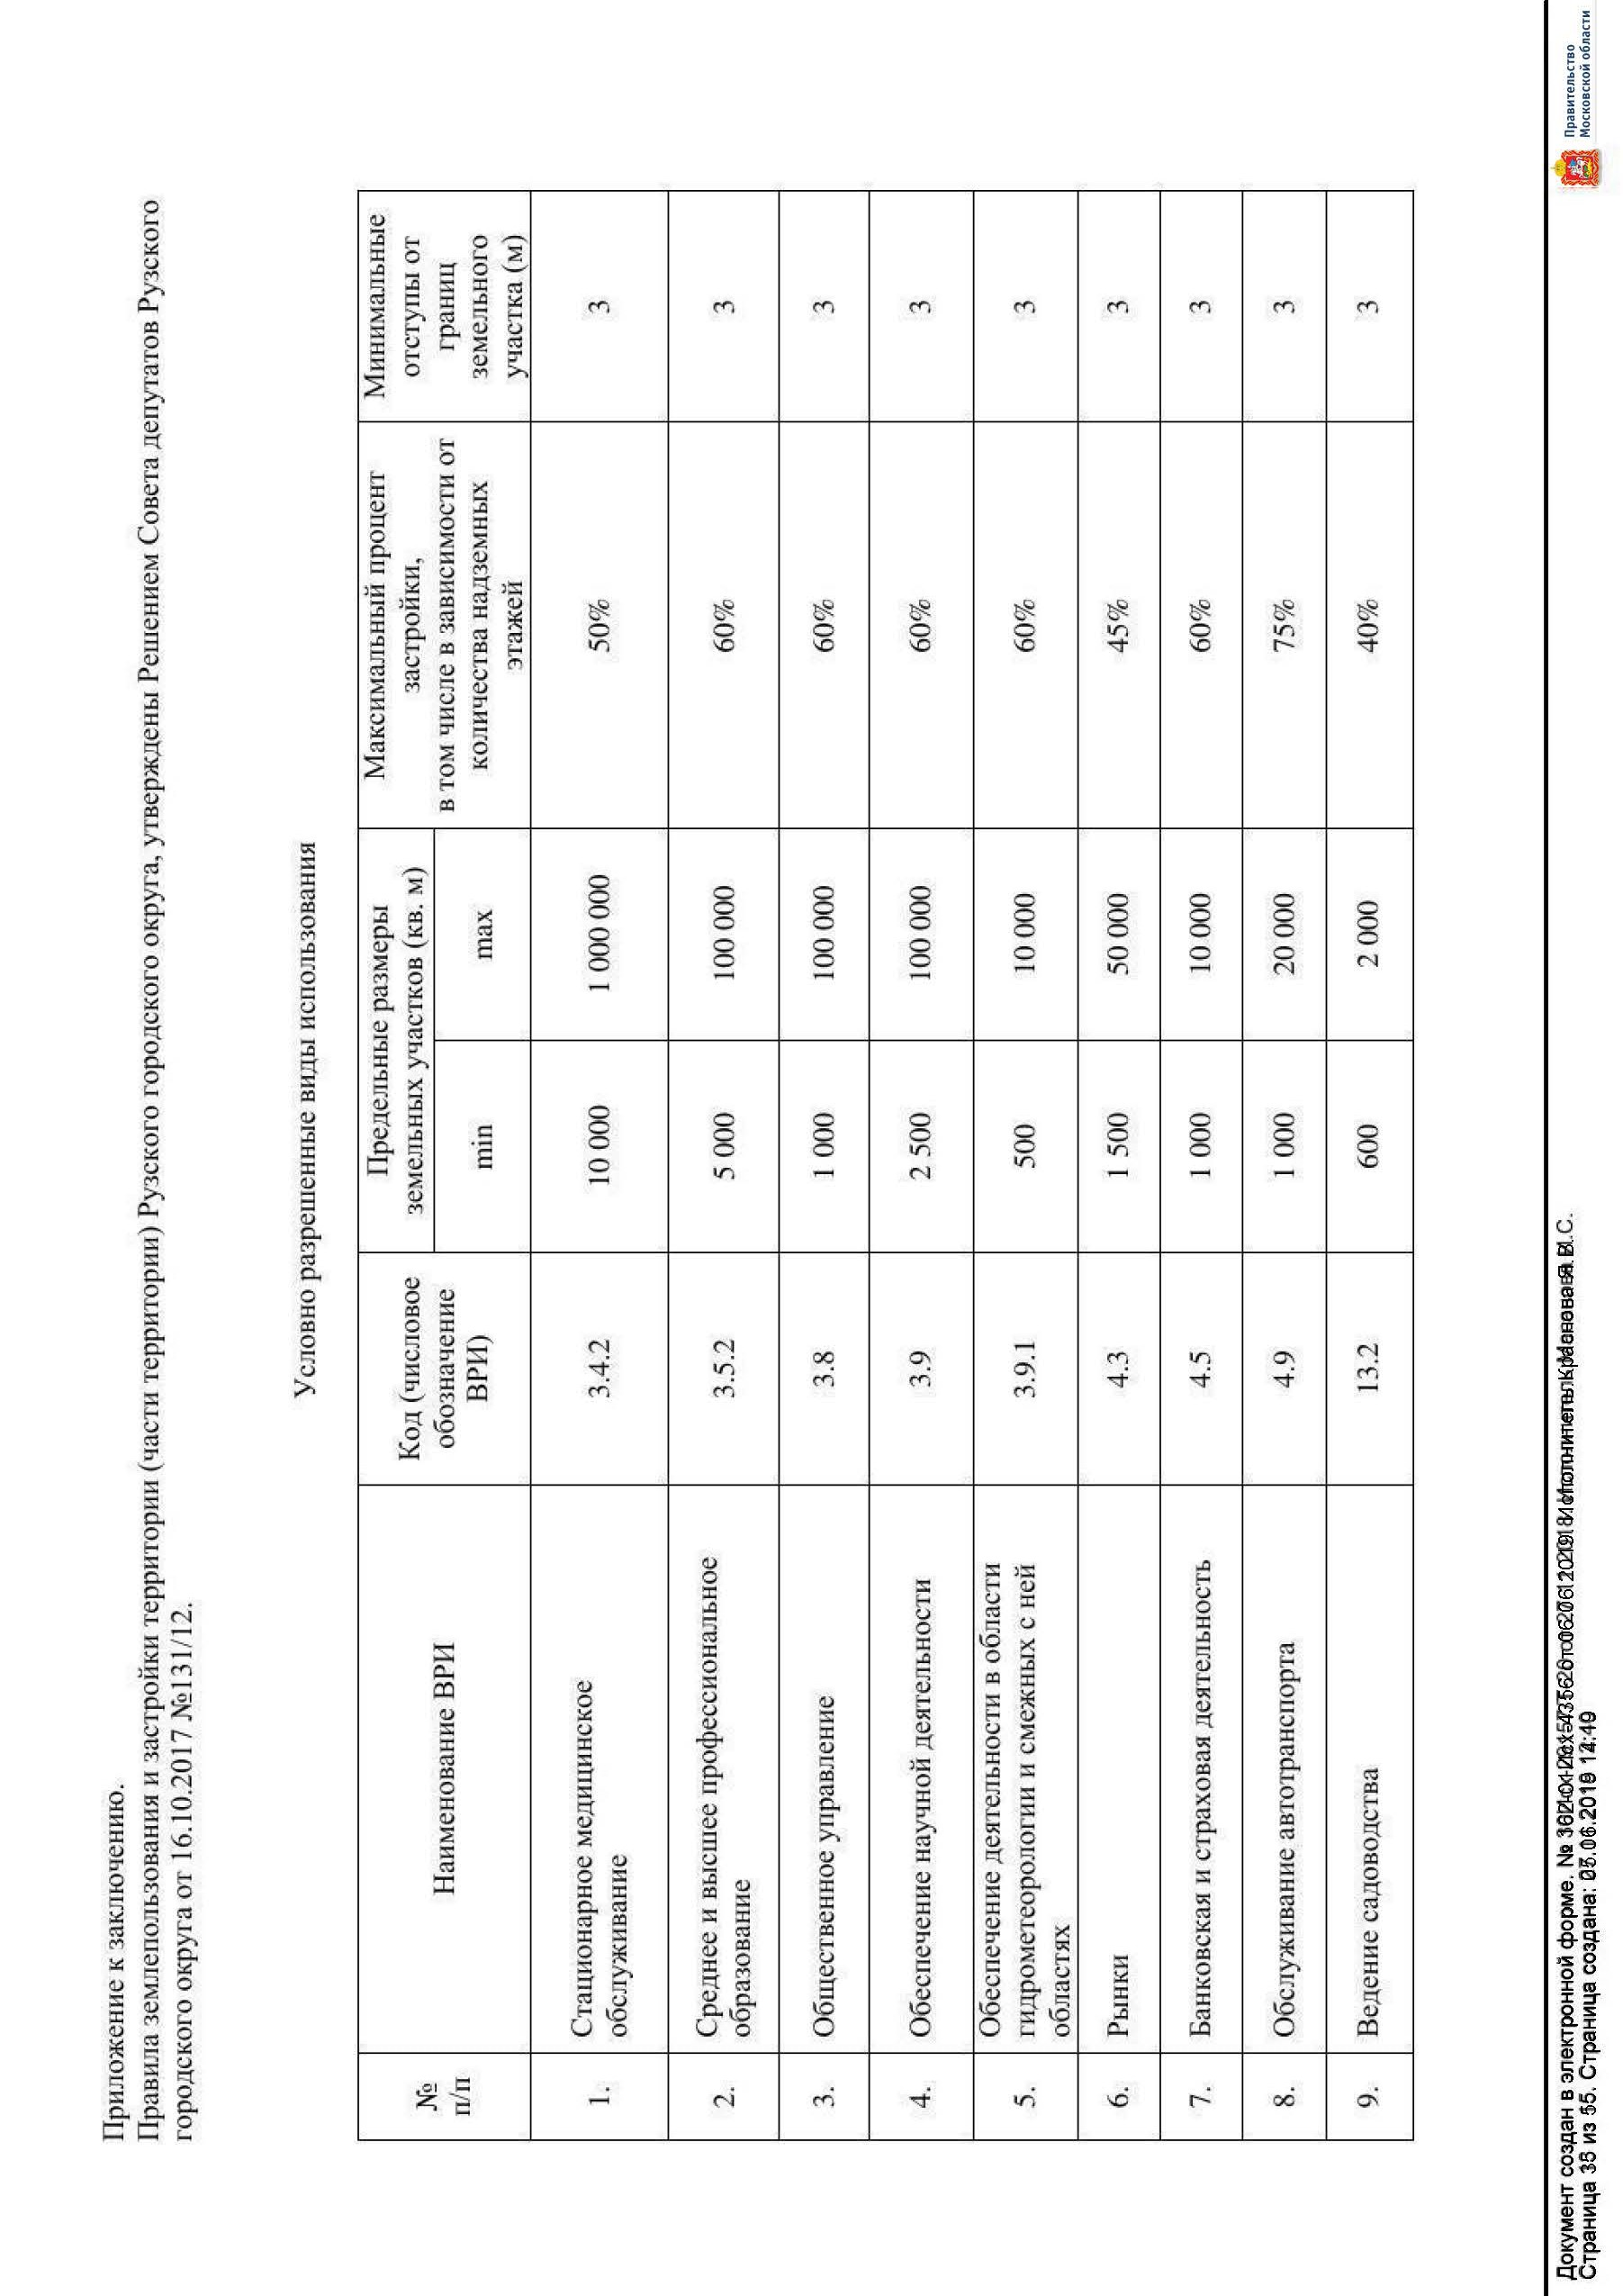 Приложение к заключению.
Правила землепользования и застройки территории (части территории) Рузского городского округа, утверждены Решением Совета депутатов Рузского
городского округа от 16.10.2017 №131/12.
Условно разрешенные виды использования
№
п/п
Наименование ВРИ
Код (числовое
обозначение
ВРИ)
Предельные размеры
земельных участков (кв. м)
min
max
Максимальный процент
застройки,
в том числе в зависимости от
количества надземных
этажей
Минимальные
отступы от
границ
земельного
участка (м)
1.
Стационарное медицинское
обслуживание
3.4.2
10 000
1 000 000
50%
3
2.
Среднее и высшее профессиональное
образование
3.5.2
5 000
100 000
60%
3
3.
Общественное управление
3.8
1 000
100 000
60%
3
4.
Обеспечение научной деятельности
3.9
2 500
100 000
60%
3
5.
Обеспечение деятельности в области
гидрометеорологии и смежных с ней
областях
3.9.1
500
10 000
60%
3
6.
Рынки
4.3
1 500
50 000
45%
3
7.
Банковская и страховая деятельность
4.5
1 000
10 000
60%
3
8.
Обслуживание автотранспорта
4.9
1 000
20 000
75%
3
9.
Ведение садоводства
13.2
600
2 000
40%
3
Документ создан в электронной форме. №
Страница из Страница создана:
Правительство
Московской области